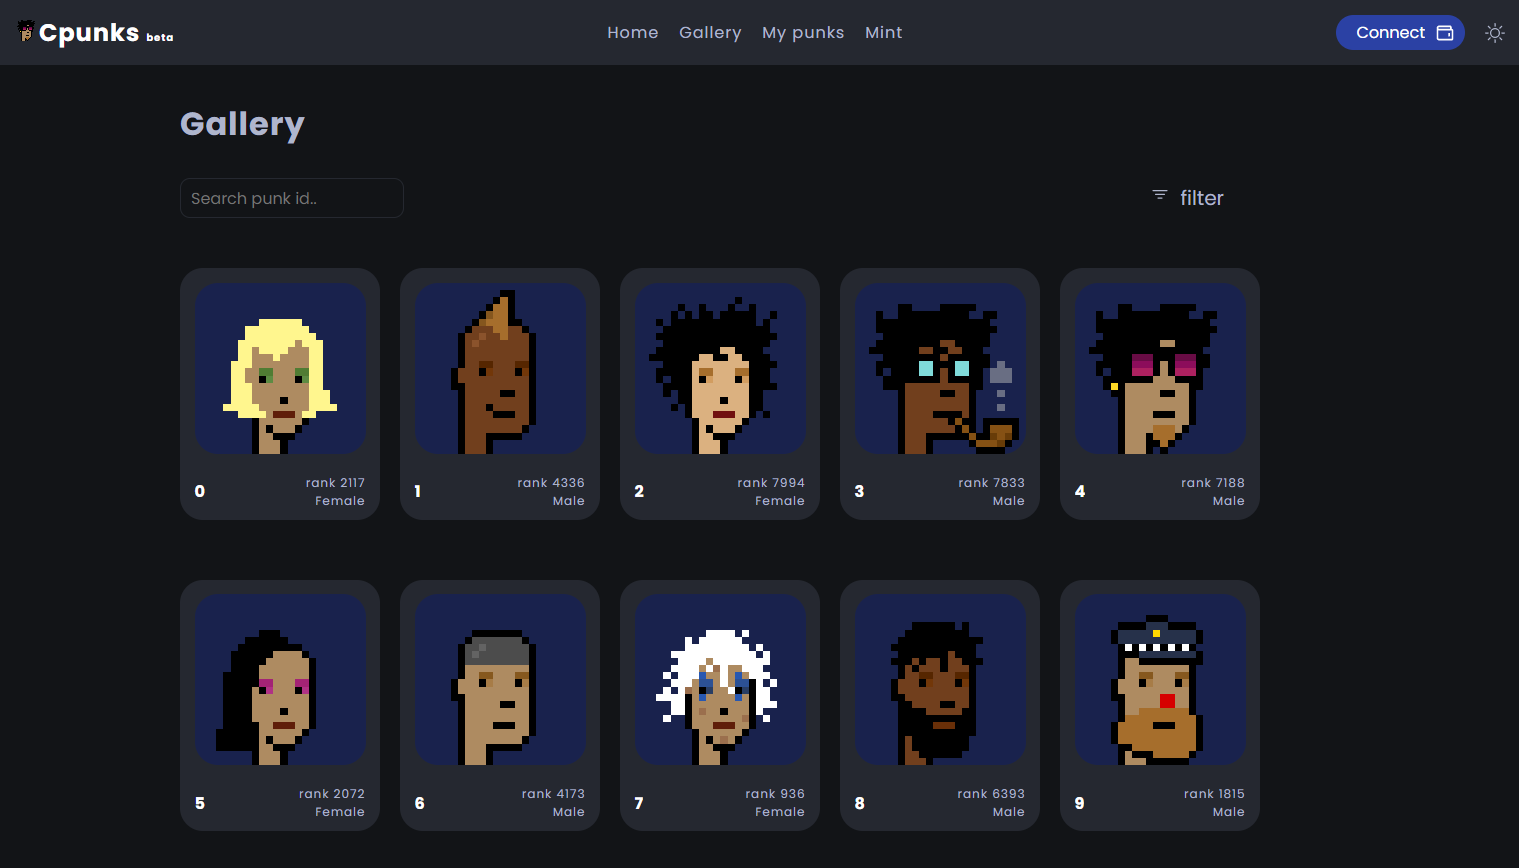 Cpunks beta
Home Gallery My punks Mint
Connect
Gallery
Search punk id..
filter
0 rank 2117 Female
1 rank 4336 Male
2 rank 7994 Female
3 rank 7833 Male
4 rank 7188 Male
5 rank 2072 Female
6 rank 4173 Male
7 rank 936 Female
8 rank 6393 Male
9 rank 1815 Male